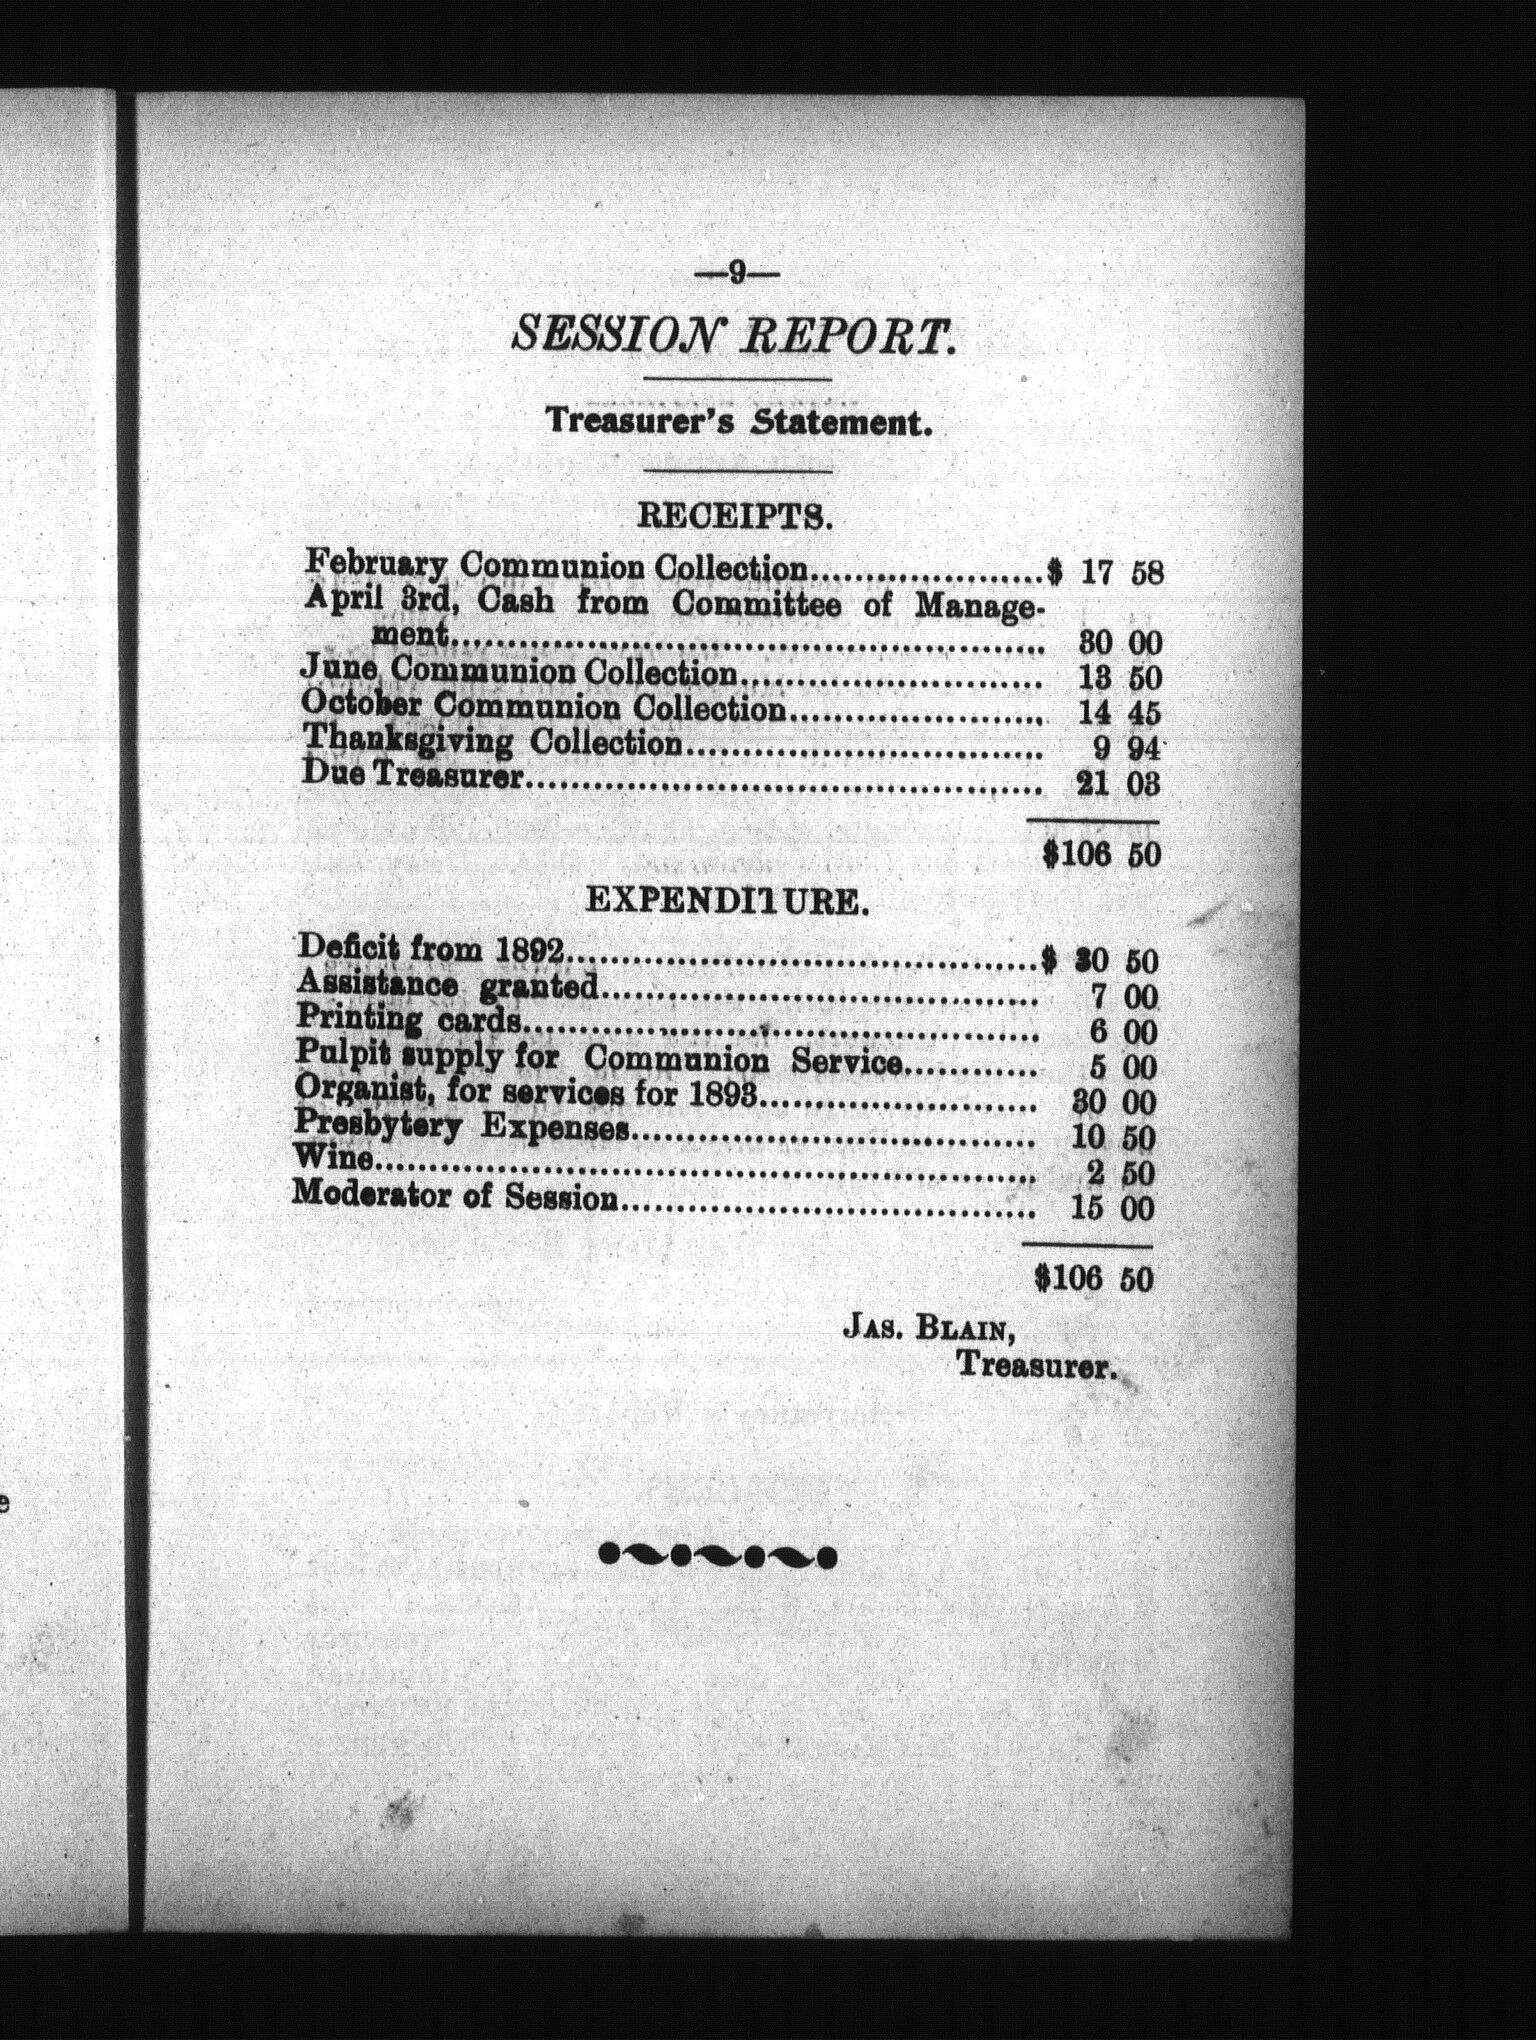 —9—
SESSION REPORT.
Treasurer's Statement.
RECEIPTS.
February Communion Collection.....................$ 17 58
April 3rd, Cash from Committee of Manage-
ment.................................................... 30 00
June Communion Collection........................... 13 50
October Communion Collection....................... 14 45
Thanksgiving Collection................................ 9 94
Due Treasurer.............................................. 21 03
$106 50
EXPENDITURE.
Deficit from 1892..........................................$ 30 50
Assistance granted....................................... 7 00
Printing cards.............................................. 6 00
Pulpit supply for Communion Service............ 5 00
Organist, for services for 1893......................... 30 00
Presbytery Expenses.................................... 10 50
Wine.......................................................... 2 50
Moderator of Session..................................... 15 00
$106 50
JAS. BLAIN,
Treasurer.
e